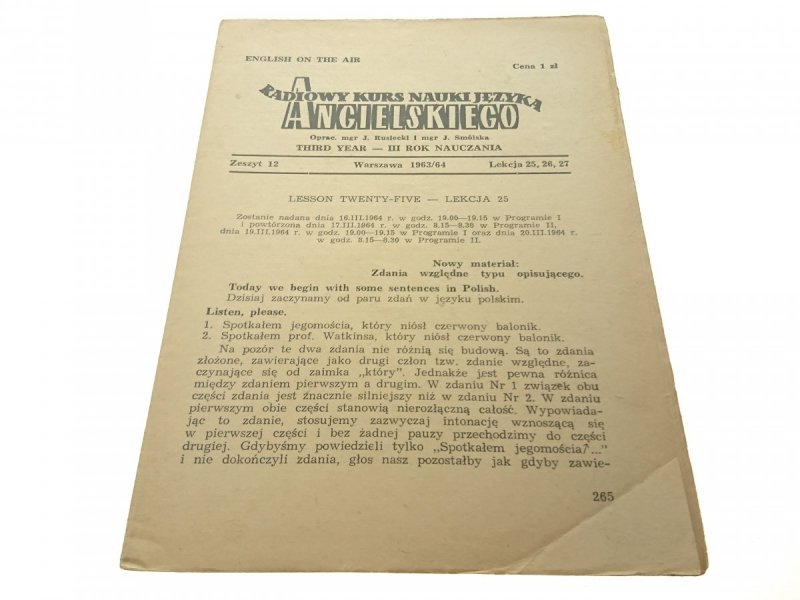 ENGLISH ON THE AIR
Cena 1 zł
RADIOWY KURS NAUKI JĘZYKA
ANGIELSKIEGO
Oprac. mgr J. Rusiecki i mgr J. Smólska
THIRD YEAR — III ROK NAUCZANIA
Zeszyt 12 Warszawa 1963/64 Lekcja 25, 26, 27
LESSON TWENTY-FIVE — LEKCJA 25
Zostanie nadana dnia 16.III.1964 r. w godz. 19.00—19.15 w Programie I
i powtórzona dnia 17.III.1964 r. w godz. 8.15—8.30 w Programie II,
dnia 19.III.1964 r. w godz. 19.00—19.15 w Programie I oraz dnia 20.III.1964 r.
w godz. 8.15—8.30 w Programie II.
Nowy materiał:
Zdania względne typu opisującego.
Today we begin with some sentences in Polish.
Dzisiaj zaczynamy od paru zdań w języku polskim.
Listen, please.
1. Spotkałem jegomościa, który niósł czerwony balonik.
2. Spotkałem prof. Watkinsa, który niósł czerwony balonik.
Na pozór te dwa zdania nie różnią się budową. Są to zdania
złożone, zawierające jako drugi człon tzw. zdanie względne, za-
czynające się od zaimka „który". Jednakże jest pewna różnica
między zdaniem pierwszym a drugim. W zdaniu Nr 1 związek obu
części zdania jest znacznie silniejszy niż w zdaniu Nr 2. W zdaniu
pierwszym obie części stanowią nierozłączną całość. Wypowiada-
jąc to zdanie, stosujemy zazwyczaj intonację wznoszącą się
w pierwszej części i bez żadnej pauzy przechodzimy do części
drugiej. Gdybyśmy powiedzieli tylko „Spotkałem jegomościa↗..."
i nie dokończyli zdania, głos nasz pozostałby jak gdyby zawie-
265